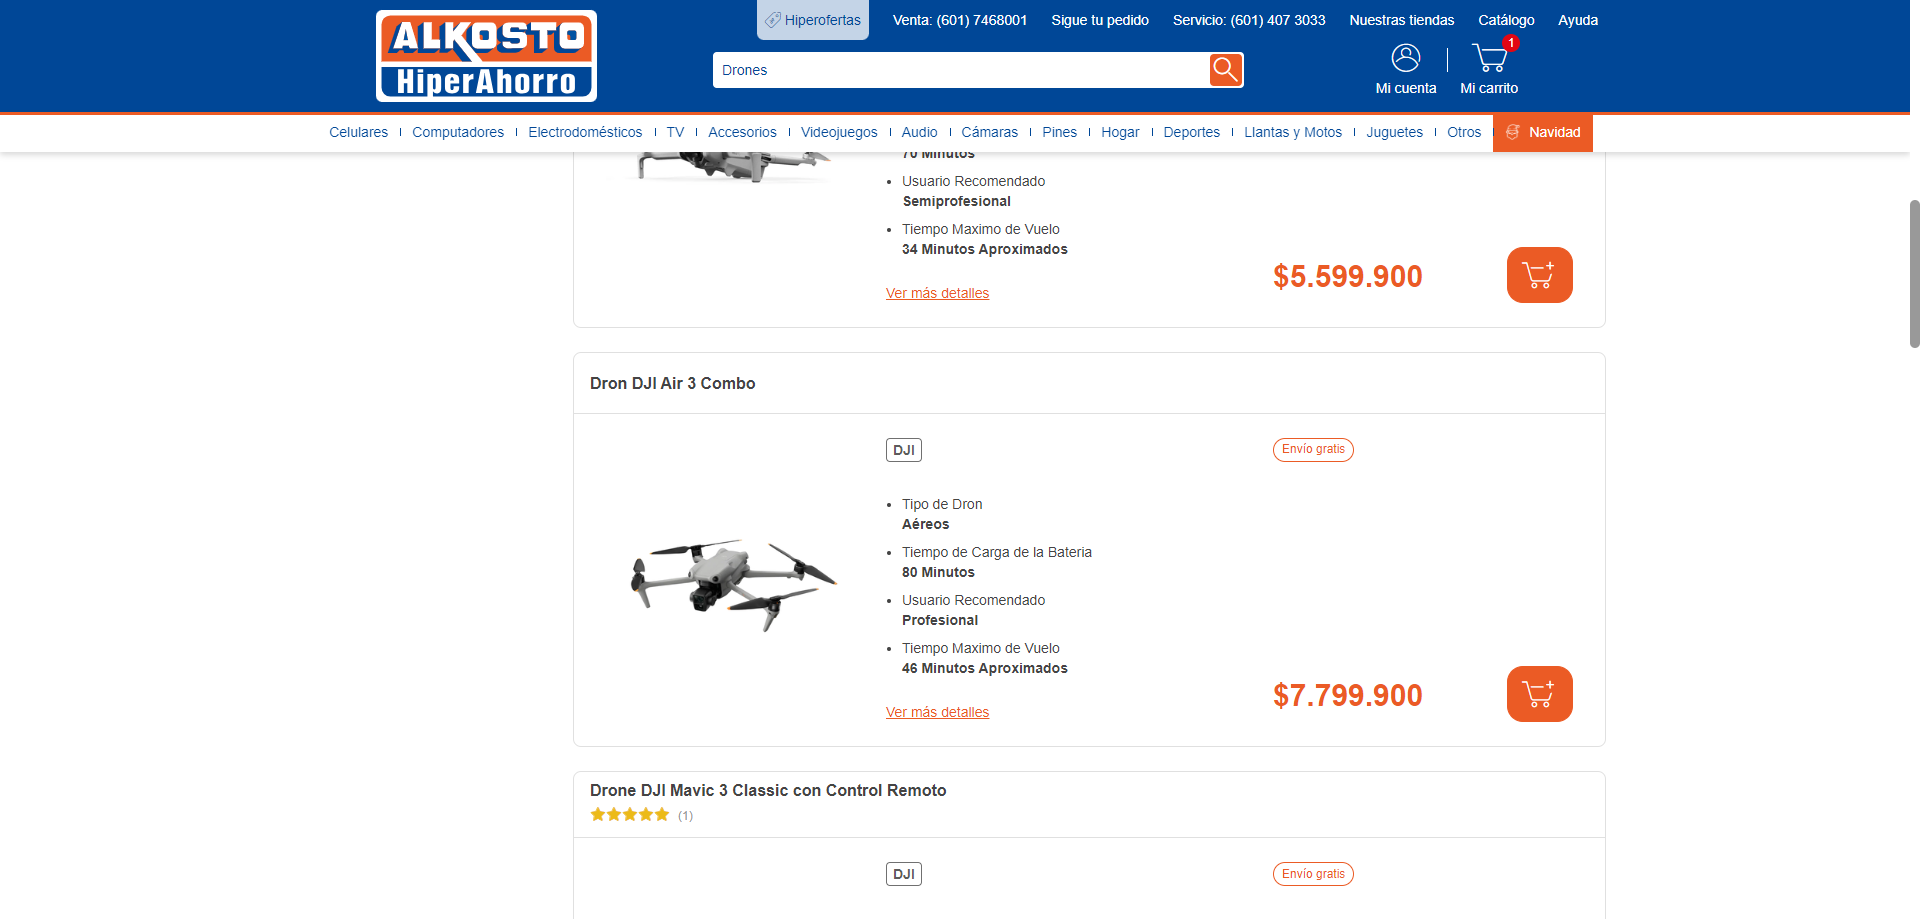 Hiperofertas
Venta: (601) 7468001
Sigue tu pedido
Servicio: (601) 407 3033
Nuestras tiendas
Catálogo
Ayuda
ALKOSTO
HiperAhorro
Drones
1
Mi cuenta
Mi carrito
Celulares
Computadores
Electrodomésticos
TV
Accesorios
Videojuegos
Audio
Cámaras
Pines
Hogar
Deportes
Llantas y Motos
Juguetes
Otros
Navidad
70 Minutos
Usuario Recomendado
Semiprofesional
Tiempo Maximo de Vuelo
34 Minutos Aproximados
Ver más detalles
$5.599.900
Dron DJI Air 3 Combo
DJI
Envío gratis
Tipo de Dron
Aéreos
Tiempo de Carga de la Bateria
80 Minutos
Usuario Recomendado
Profesional
Tiempo Maximo de Vuelo
46 Minutos Aproximados
Ver más detalles
$7.799.900
Drone DJI Mavic 3 Classic con Control Remoto
(1)
DJI
Envío gratis